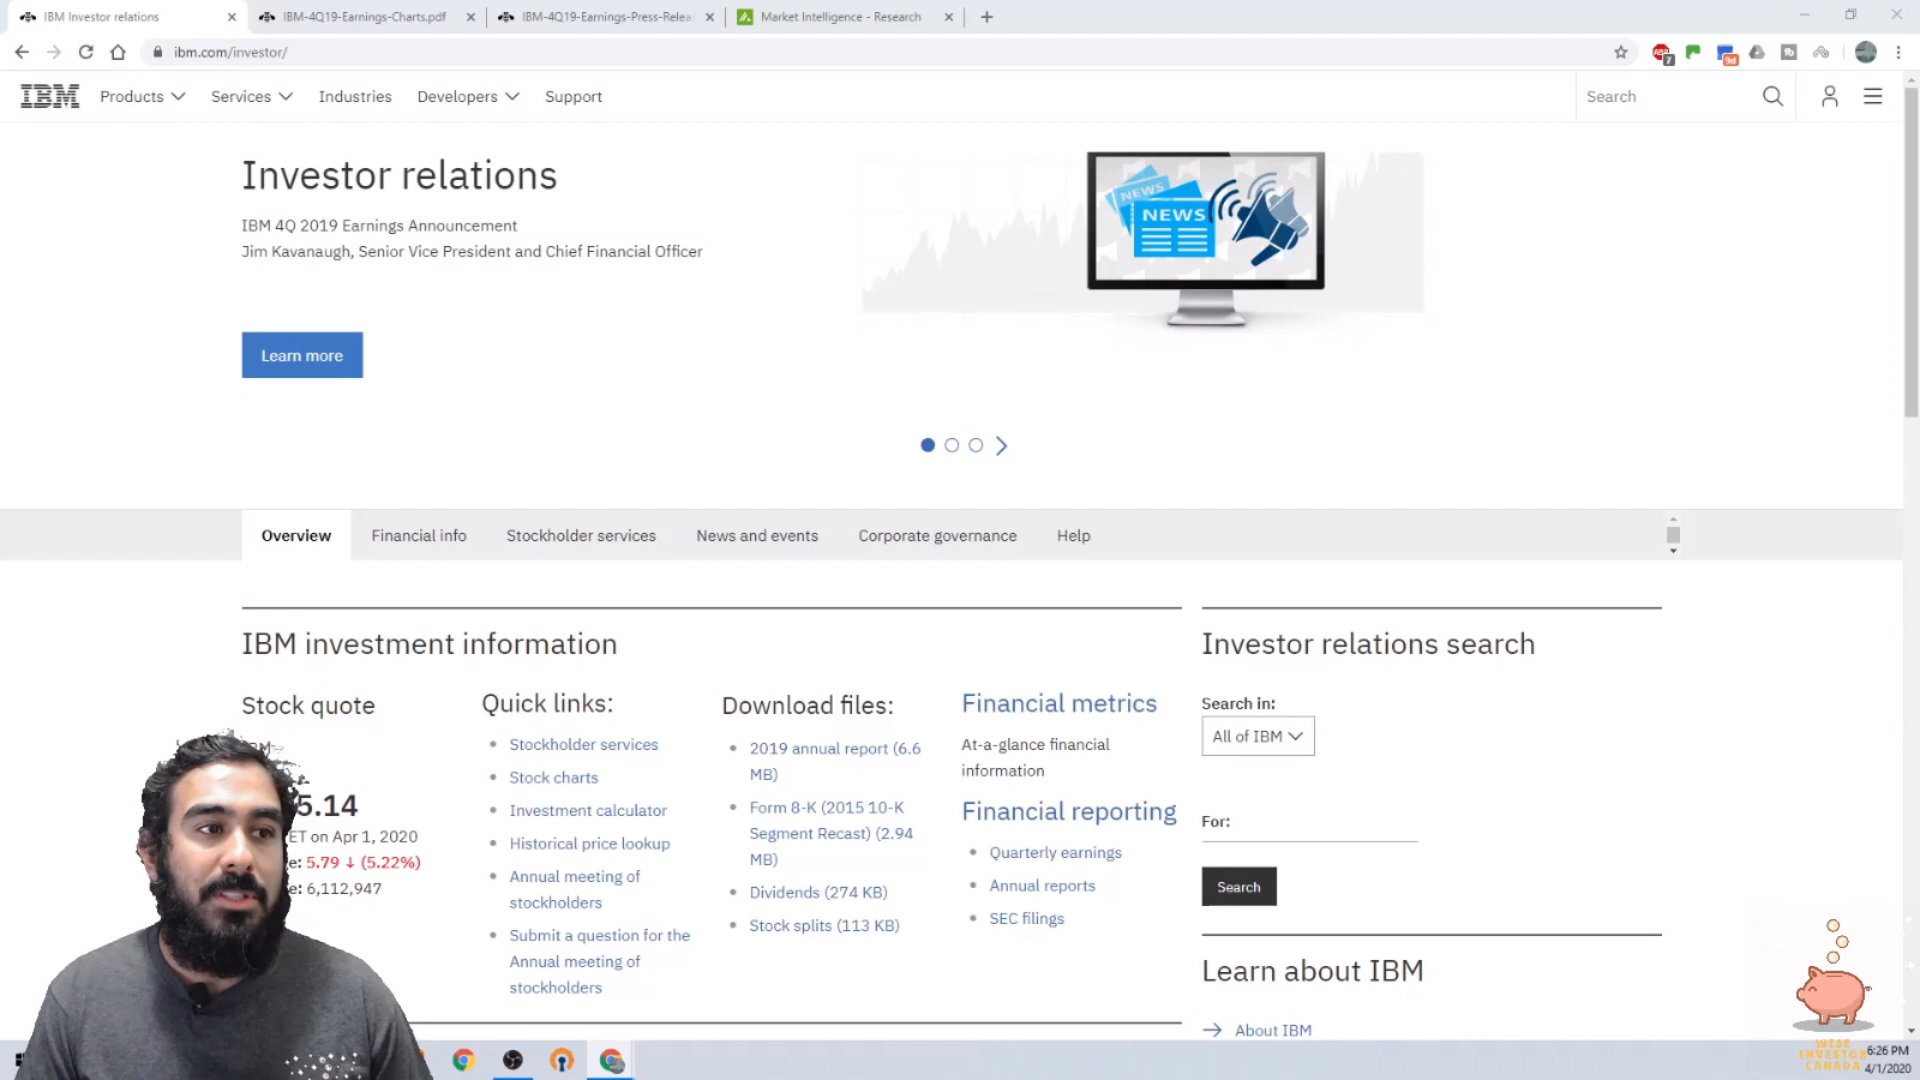 IBM Investor relations
IBM-4Q19-Earnings-Charts.pdf
IBM-4Q19-Earnings-Press-Relea
Market Intelligence - Research
ibm.com/investor/
ABP
7
9d
IBM
Products
Services
Industries
Developers
Support
Search
Investor relations
IBM 4Q 2019 Earnings Announcement
Jim Kavanaugh, Senior Vice President and Chief Financial Officer
Learn more
NEWS
NEWS
Overview
Financial info
Stockholder services
News and events
Corporate governance
Help
IBM investment information
Stock quote
5.14
ET on Apr 1, 2020
e: 5.79 ↓ (5.22%)
e: 6,112,947
Quick links:
• Stockholder services
• Stock charts
• Investment calculator
• Historical price lookup
• Annual meeting of
stockholders
• Submit a question for the
Annual meeting of
stockholders
Download files:
• 2019 annual report (6.6
MB)
• Form 8-K (2015 10-K
Segment Recast) (2.94
MB)
• Dividends (274 KB)
• Stock splits (113 KB)
Financial metrics
At-a-glance financial
information
Financial reporting
• Quarterly earnings
• Annual reports
• SEC filings
Investor relations search
Search in:
All of IBM
For:
Search
Learn about IBM
→ About IBM
WISE
INVESTOR
CANADA
6:26 PM
4/1/2020